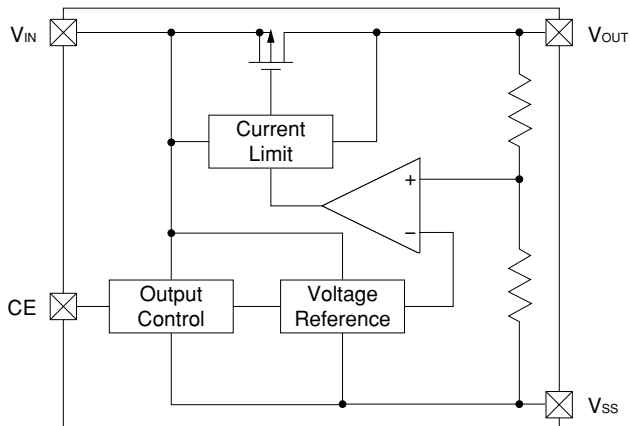 VIN
VOUT
Current
Limit
+
−
CE
Output
Control
Voltage
Reference
VSS